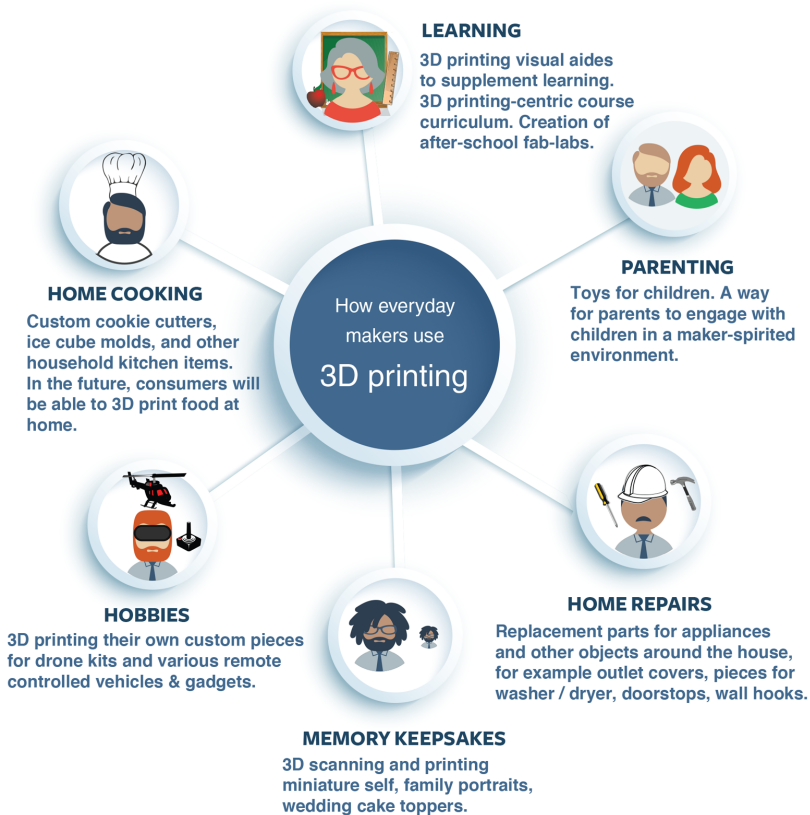 LEARNING
3D printing visual aides
to supplement learning.
3D printing-centric course
curriculum. Creation of
after-school fab-labs.
PARENTING
Toys for children. A way
for parents to engage with
children in a maker-spirited
environment.
HOME COOKING
Custom cookie cutters,
ice cube molds, and other
household kitchen items.
In the future, consumers will
be able to 3D print food at
home.
How everyday
makers use
3D printing
HOBBIES
3D printing their own custom pieces
for drone kits and various remote
controlled vehicles & gadgets.
HOME REPAIRS
Replacement parts for appliances
and other objects around the house,
for example outlet covers, pieces for
washer / dryer, doorstops, wall hooks.
MEMORY KEEPSAKES
3D scanning and printing
miniature self, family portraits,
wedding cake toppers.